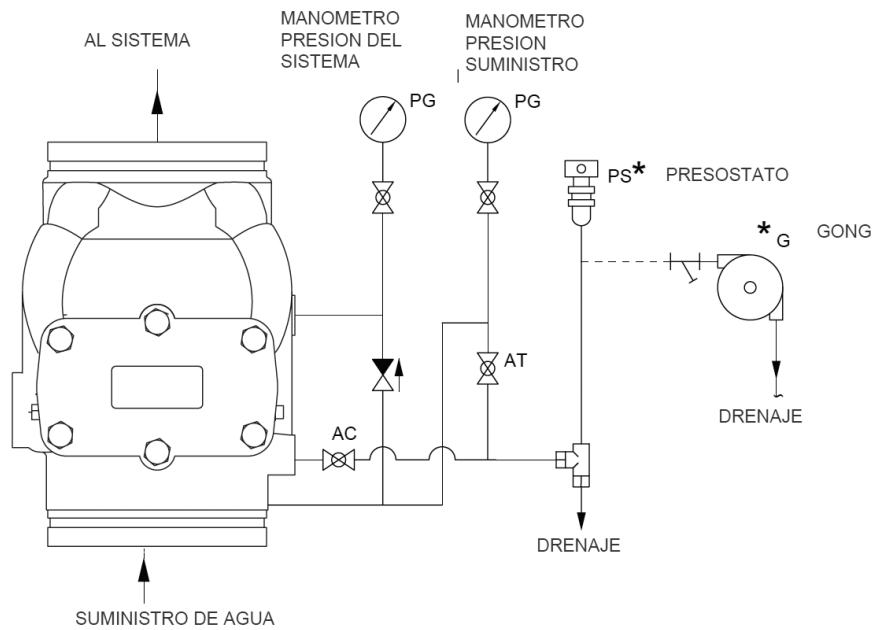 AL SISTEMA
MANOMETRO
PRESION DEL
SISTEMA
MANOMETRO
PRESION
SUMINISTRO
PG
PG
PS* PRESOSTATO
*G GONG
AT
AC
DRENAJE
DRENAJE
SUMINISTRO DE AGUA